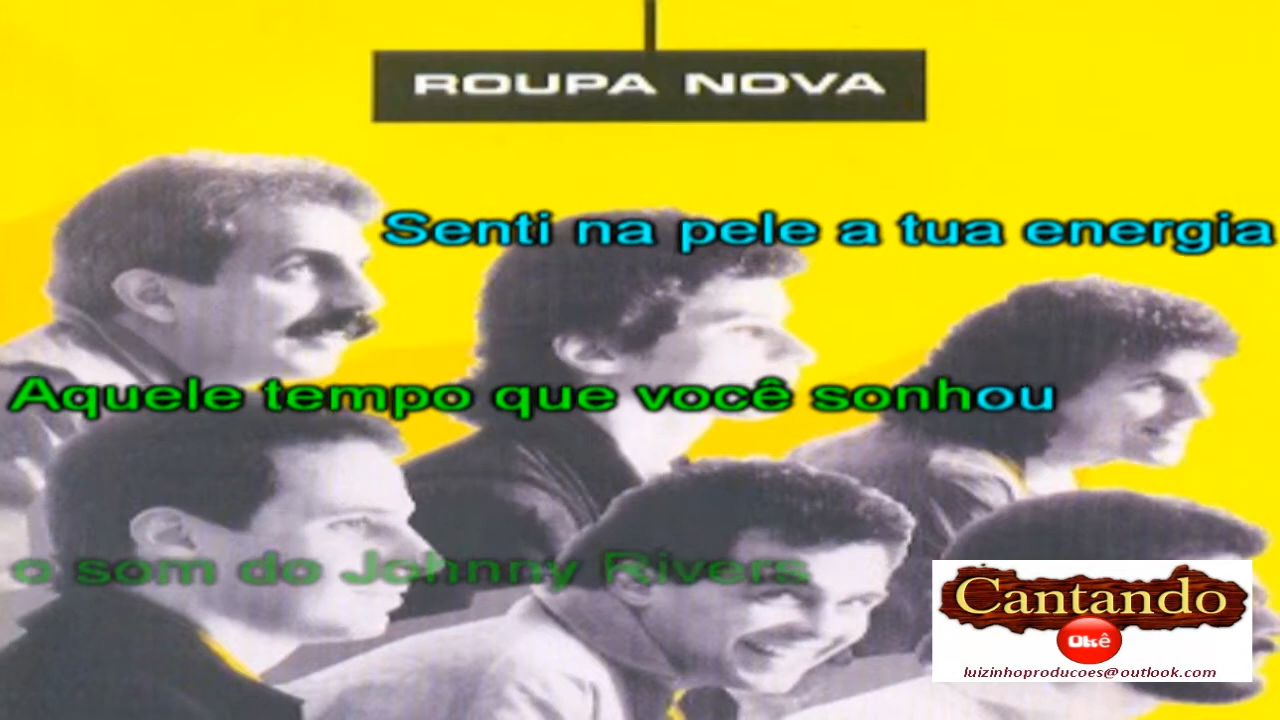 ROUPA NOVA
Senti na pele a tua energia
Aquele tempo que você sonhou
o som do Johnny Rivers
Cantando
Okê
luizinhoproducoes@outlook.com